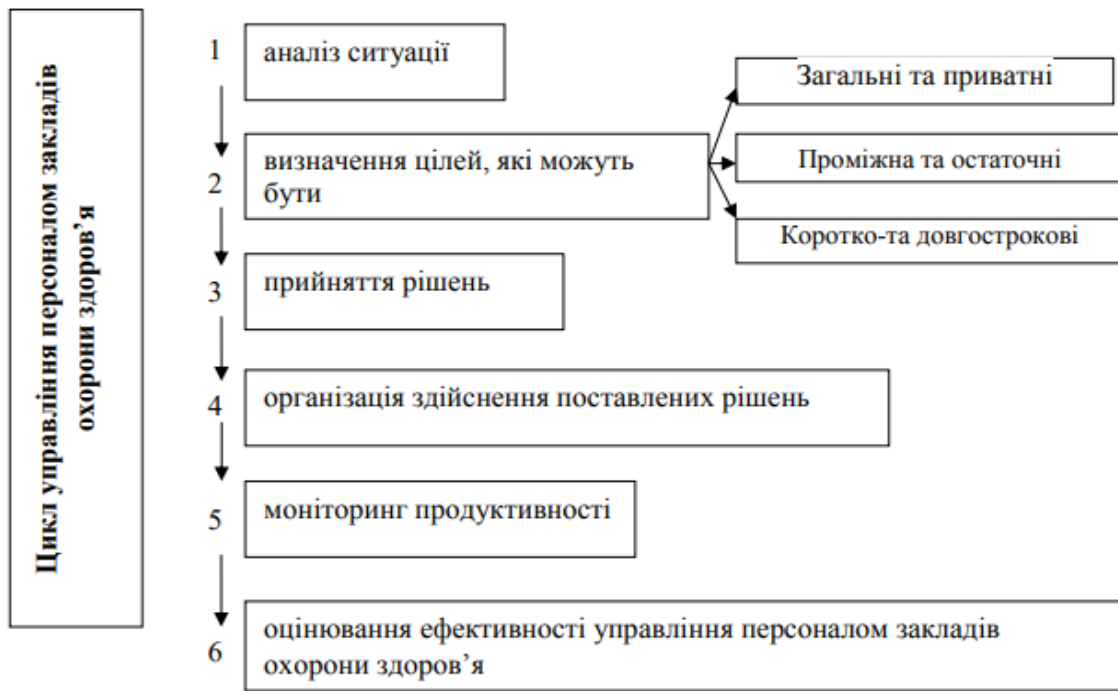 Цикл управління персоналом закладів
охорони здоров’я
1
аналіз ситуації
2
визначення цілей, які можуть
бути
Загальні та приватні
Проміжна та остаточні
Коротко-та довгострокові
3
прийняття рішень
4
організація здійснення поставлених рішень
5
моніторинг продуктивності
6
оцінювання ефективності управління персоналом закладів
охорони здоров’я